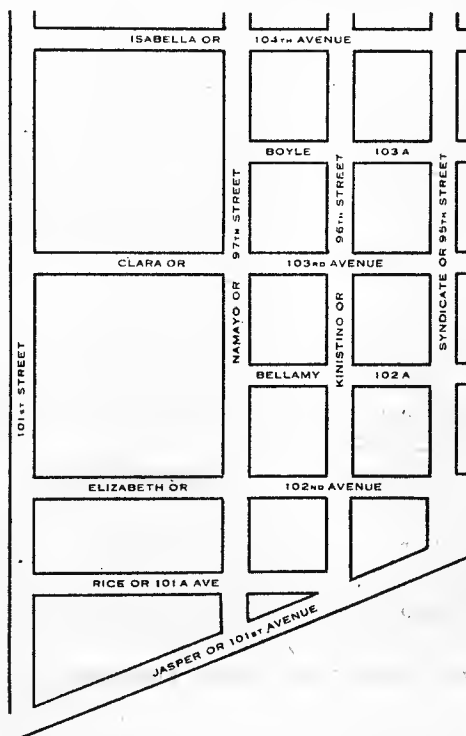 ISABELLA OR 104TH AVENUE
BOYLE 103 A
97TH STREET
96TH STREET
SYNDICATE OR 95TH STREET
CLARA OR 103RD AVENUE
NAMAYO OR
KINISTINO OR
101ST STREET
BELLAMY 102 A
ELIZABETH OR 102ND AVENUE
RICE OR 101 A AVE
JASPER OR 101ST AVENUE